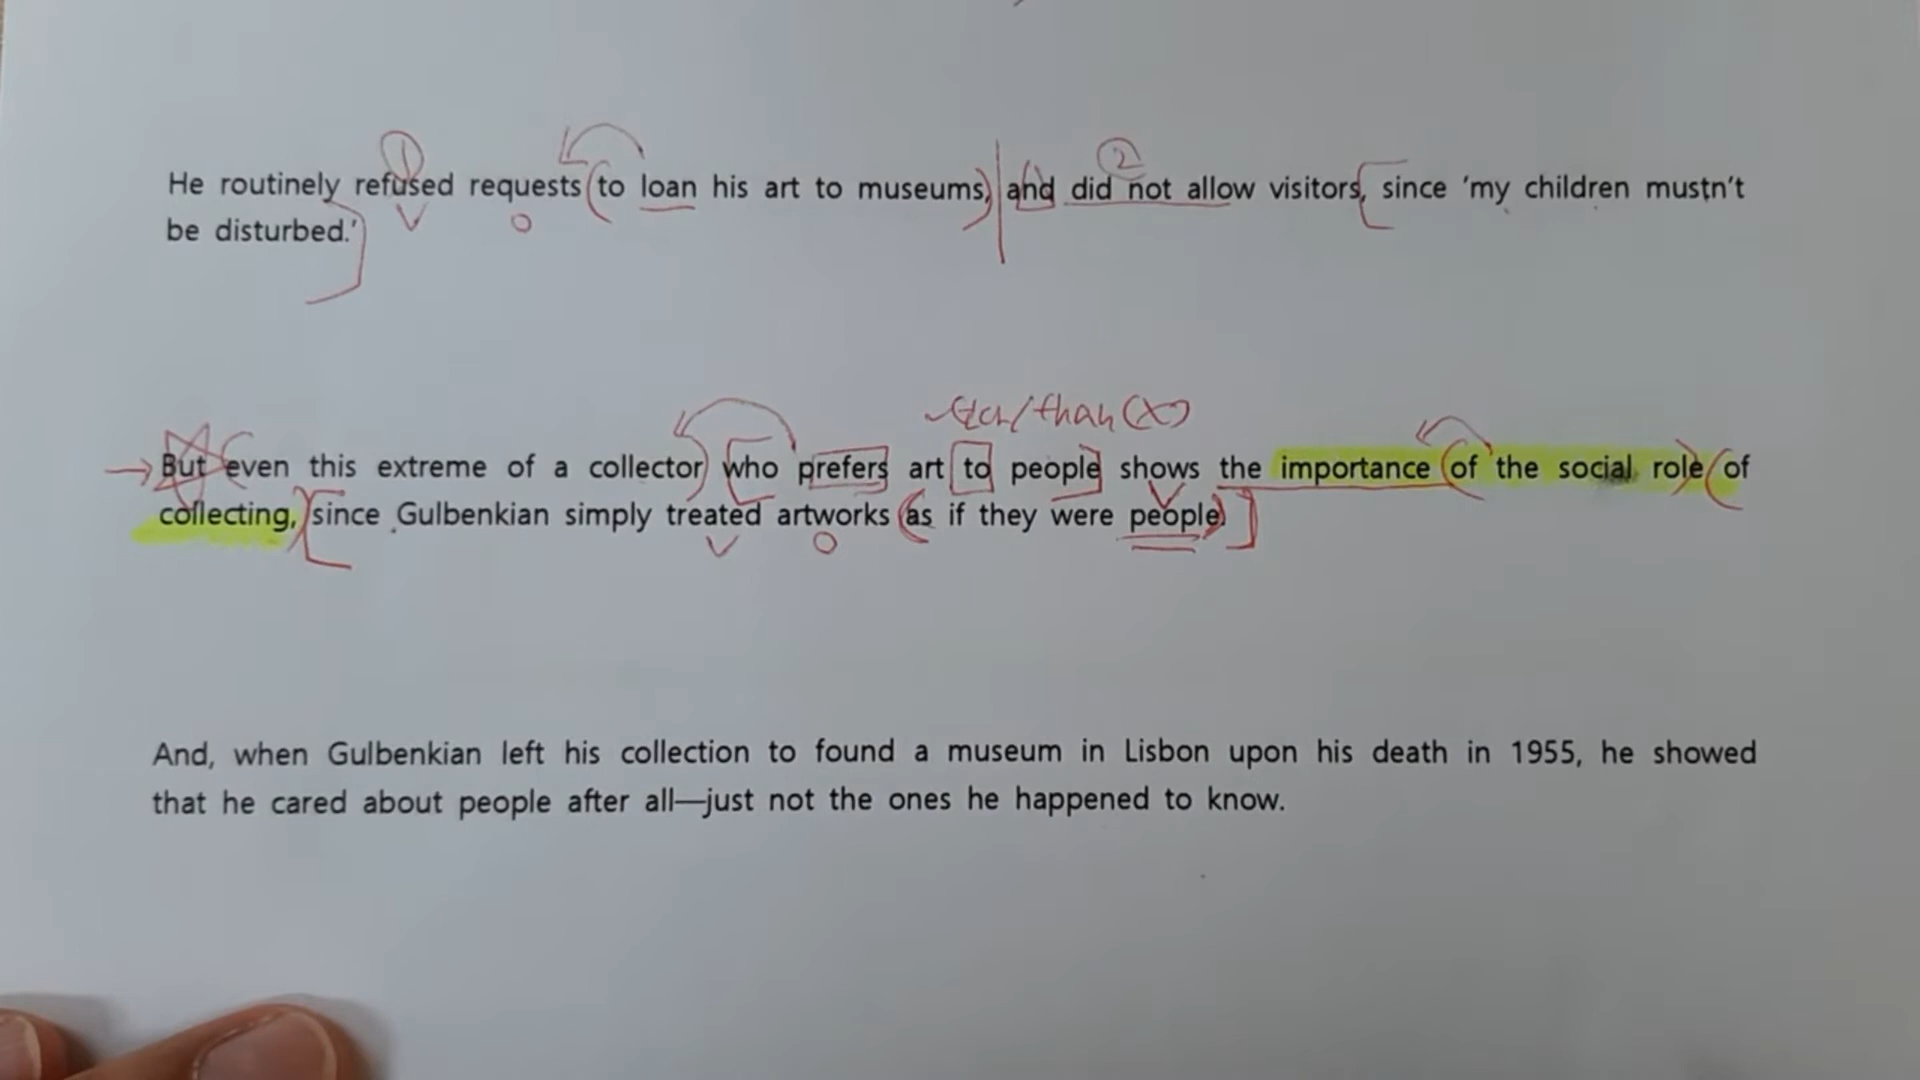 ① ②
He routinely refused requests to loan his art to museums, and did not allow visitors, since 'my children mustn't
V O
be disturbed.'
/than (X)
But even this extreme of a collector who prefers art to people shows the importance of the social role of
V
collecting, since Gulbenkian simply treated artworks as if they were people.
V O
And, when Gulbenkian left his collection to found a museum in Lisbon upon his death in 1955, he showed
that he cared about people after all—just not the ones he happened to know.